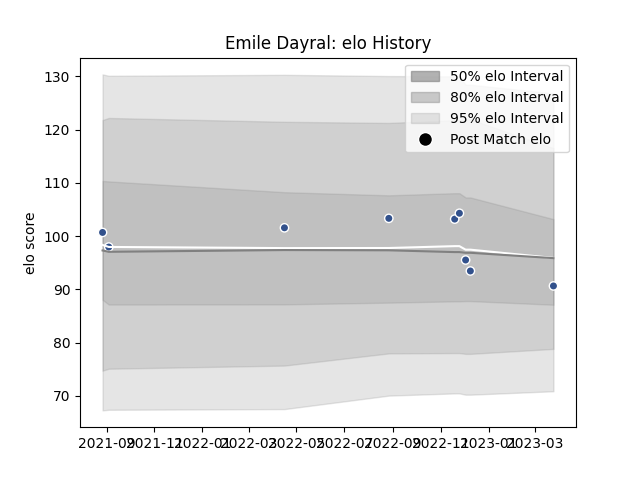 Emile Dayral: elo History
130
120
110
100
90
80
70
elo score
50% elo Interval
80% elo Interval
95% elo Interval
Post Match elo
2021-09 2021-11 2022-01 2022-03 2022-05 2022-07 2022-09 2022-11 2023-01 2023-03